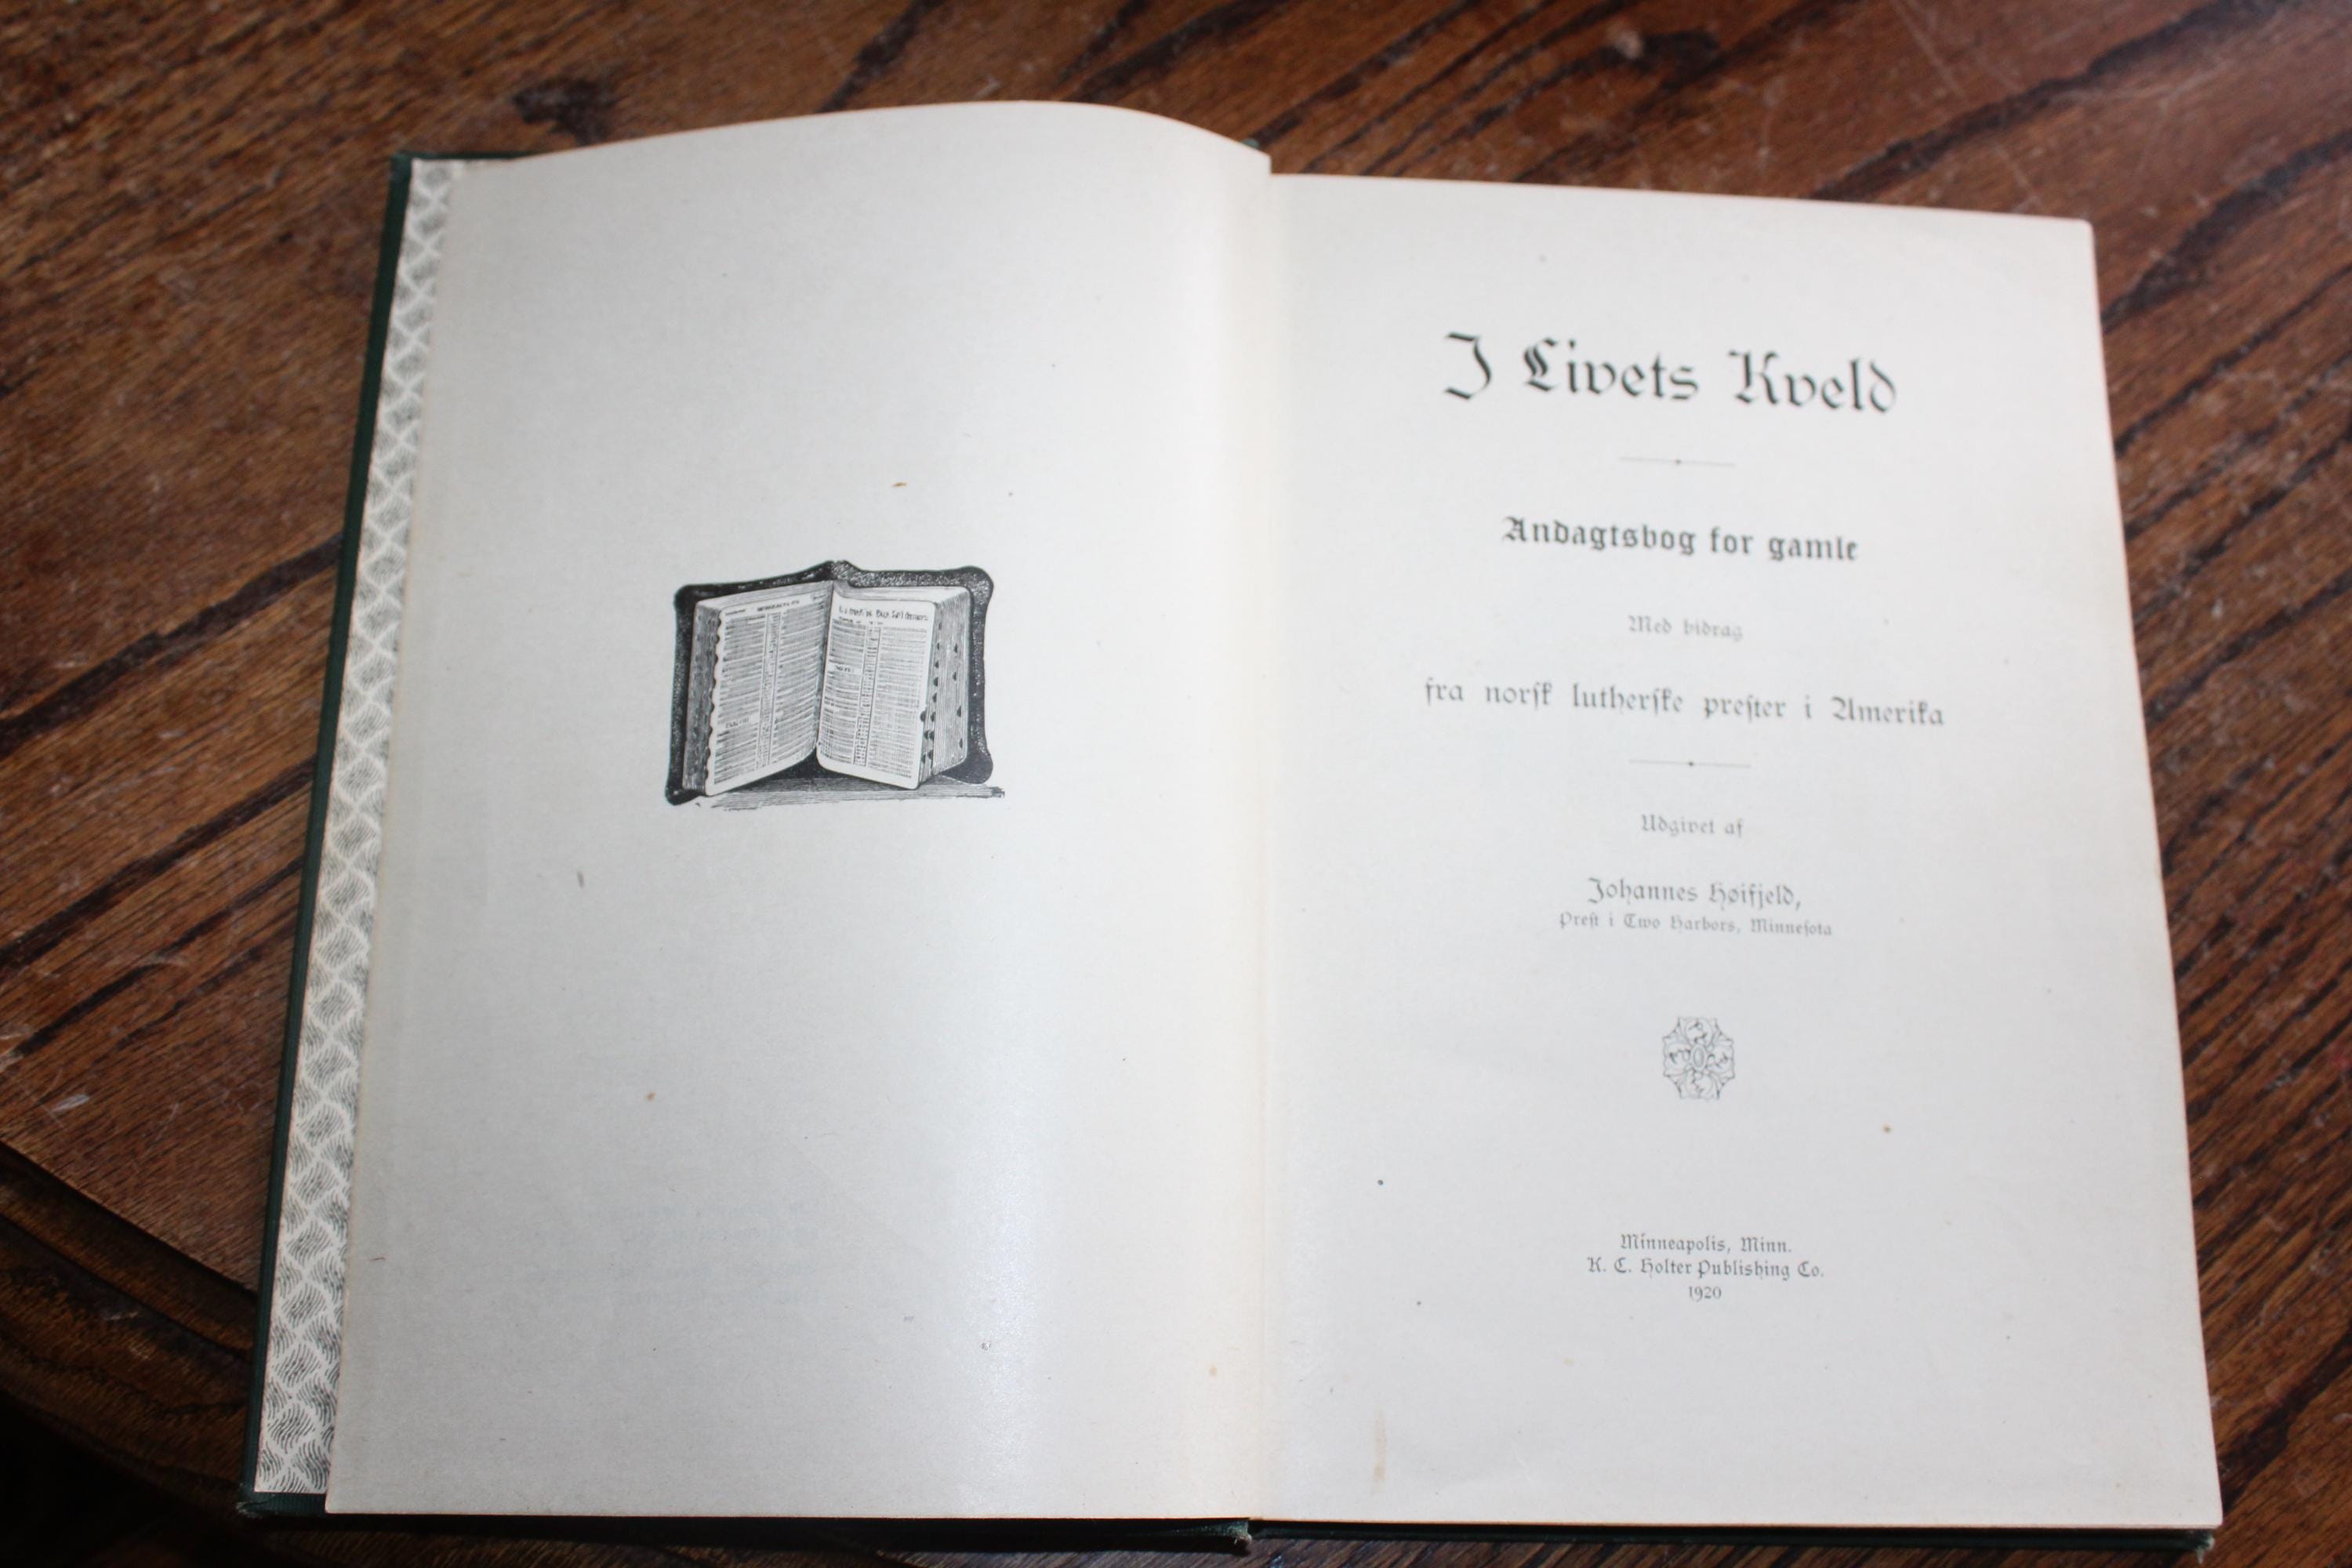 I Livets Kveld
Andagtsbog for gamle
Med bidrag
fra norſk lutherſke preſter i Amerika
Udgivet af
Johannes Høifjeld,
Preſt i Two Harbors, Minneſota
Minneapolis, Minn.
K. C. Holter Publishing Co.
1920